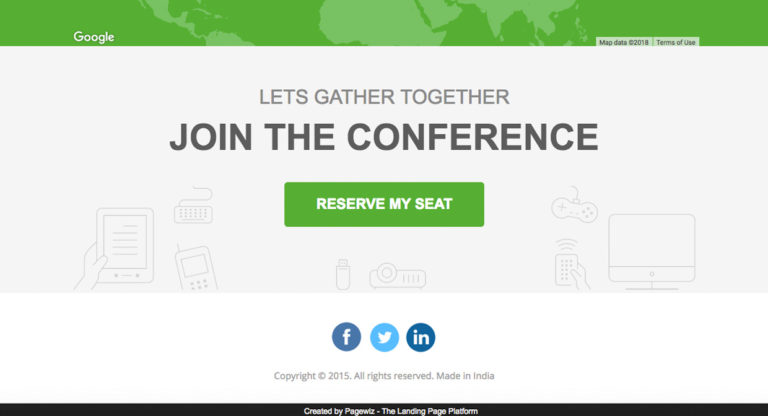 Google
Map data ©2018 Terms of Use
LETS GATHER TOGETHER
JOIN THE CONFERENCE
RESERVE MY SEAT
f
in
Copyright © 2015. All rights reserved. Made in India
Created by Pagewiz - The Landing Page Platform